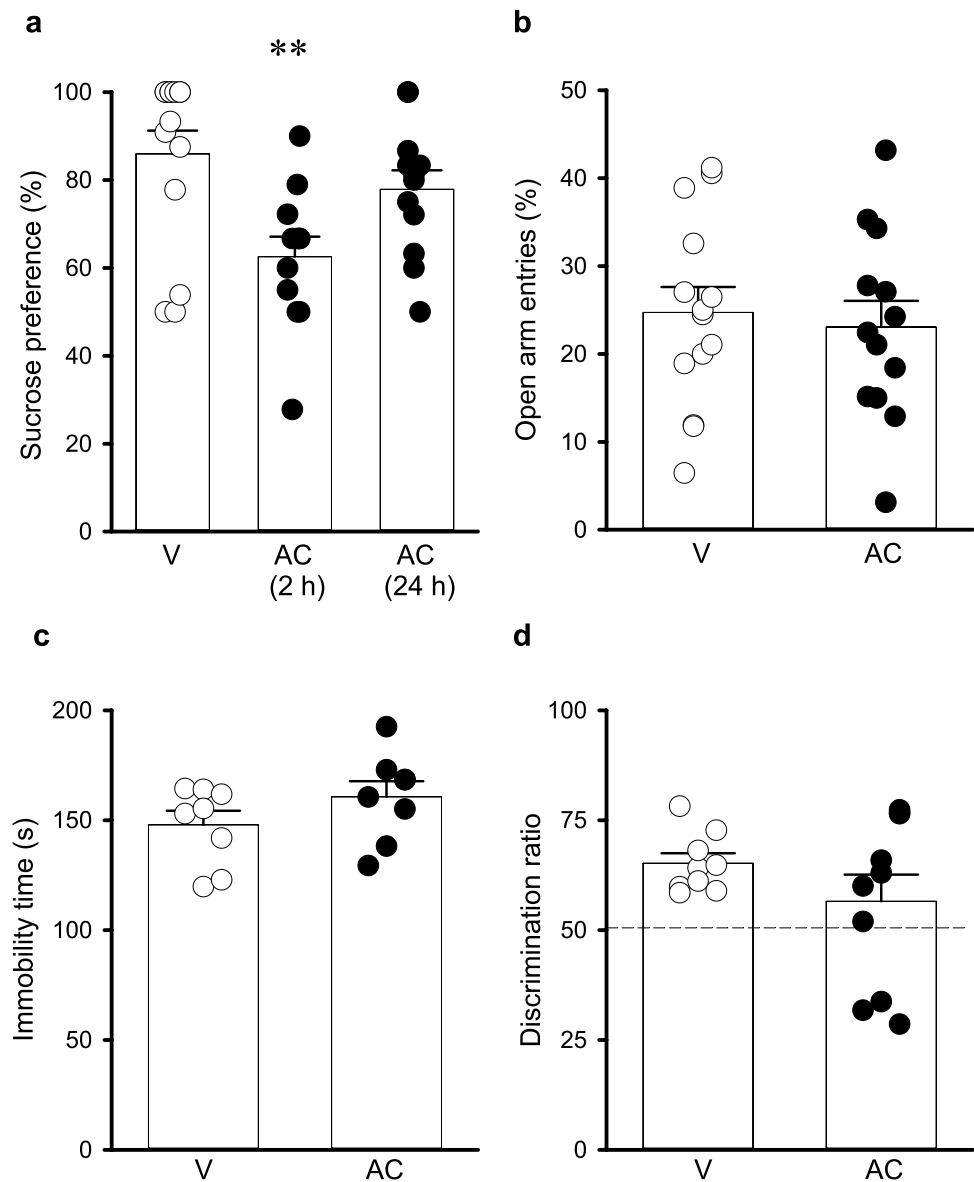 a
**
Sucrose preference (%)
100
80
60
40
20
0
V
AC
(2 h)
AC
(24 h)
b
Open arm entries (%)
50
40
30
20
10
0
V
AC
c
Immobility time (s)
200
150
100
50
0
V
AC
d
Discrimination ratio
100
75
50
25
0
V
AC